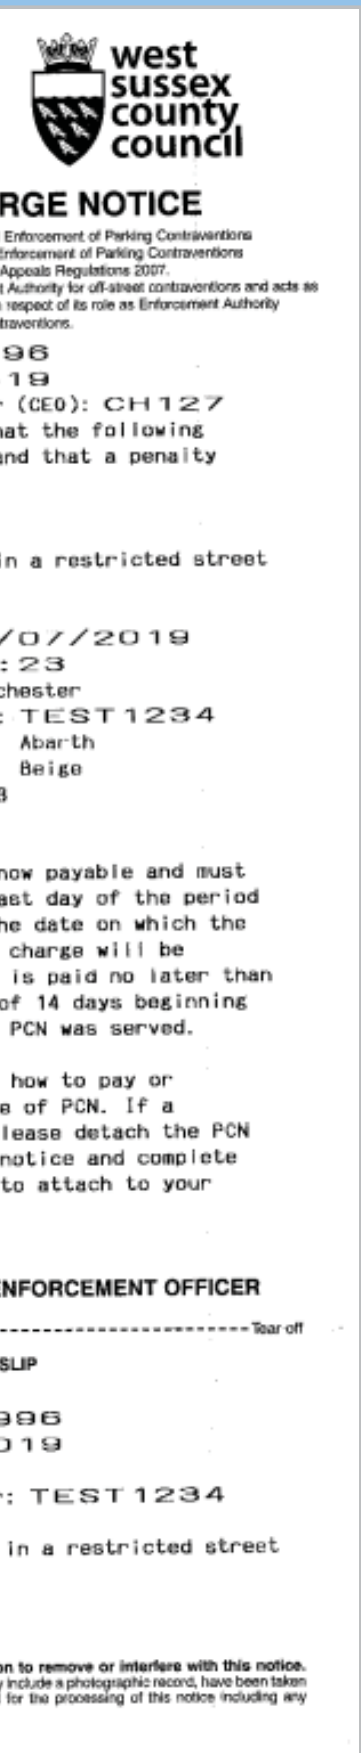 west
sussex
county
council
RGE NOTICE
Enforcement of Parking Contraventions
Enforcement of Parking Contraventions
Appeals Regulations 2007.
t Authority for off-street contraventions and acts as
n respect of its role as Enforcement Authority
traventions.
96
19
r (CEO): CH127
hat the following
and that a penalty
in a restricted street
/07/2019
: 23
chester
: TEST1234
Abarth
Beige
3
now payable and must
ast day of the period
he date on which the
charge will be
is paid no later than
of 14 days beginning
PCN was served.
how to pay or
e of PCN. If a
lease detach the PCN
notice and complete
to attach to your
ENFORCEMENT OFFICER
Tear off
SLIP
996
019
r: TEST1234
in a restricted street
on to remove or interfere with this notice.
y include a photographic record, have been taken
for the processing of this notice including any